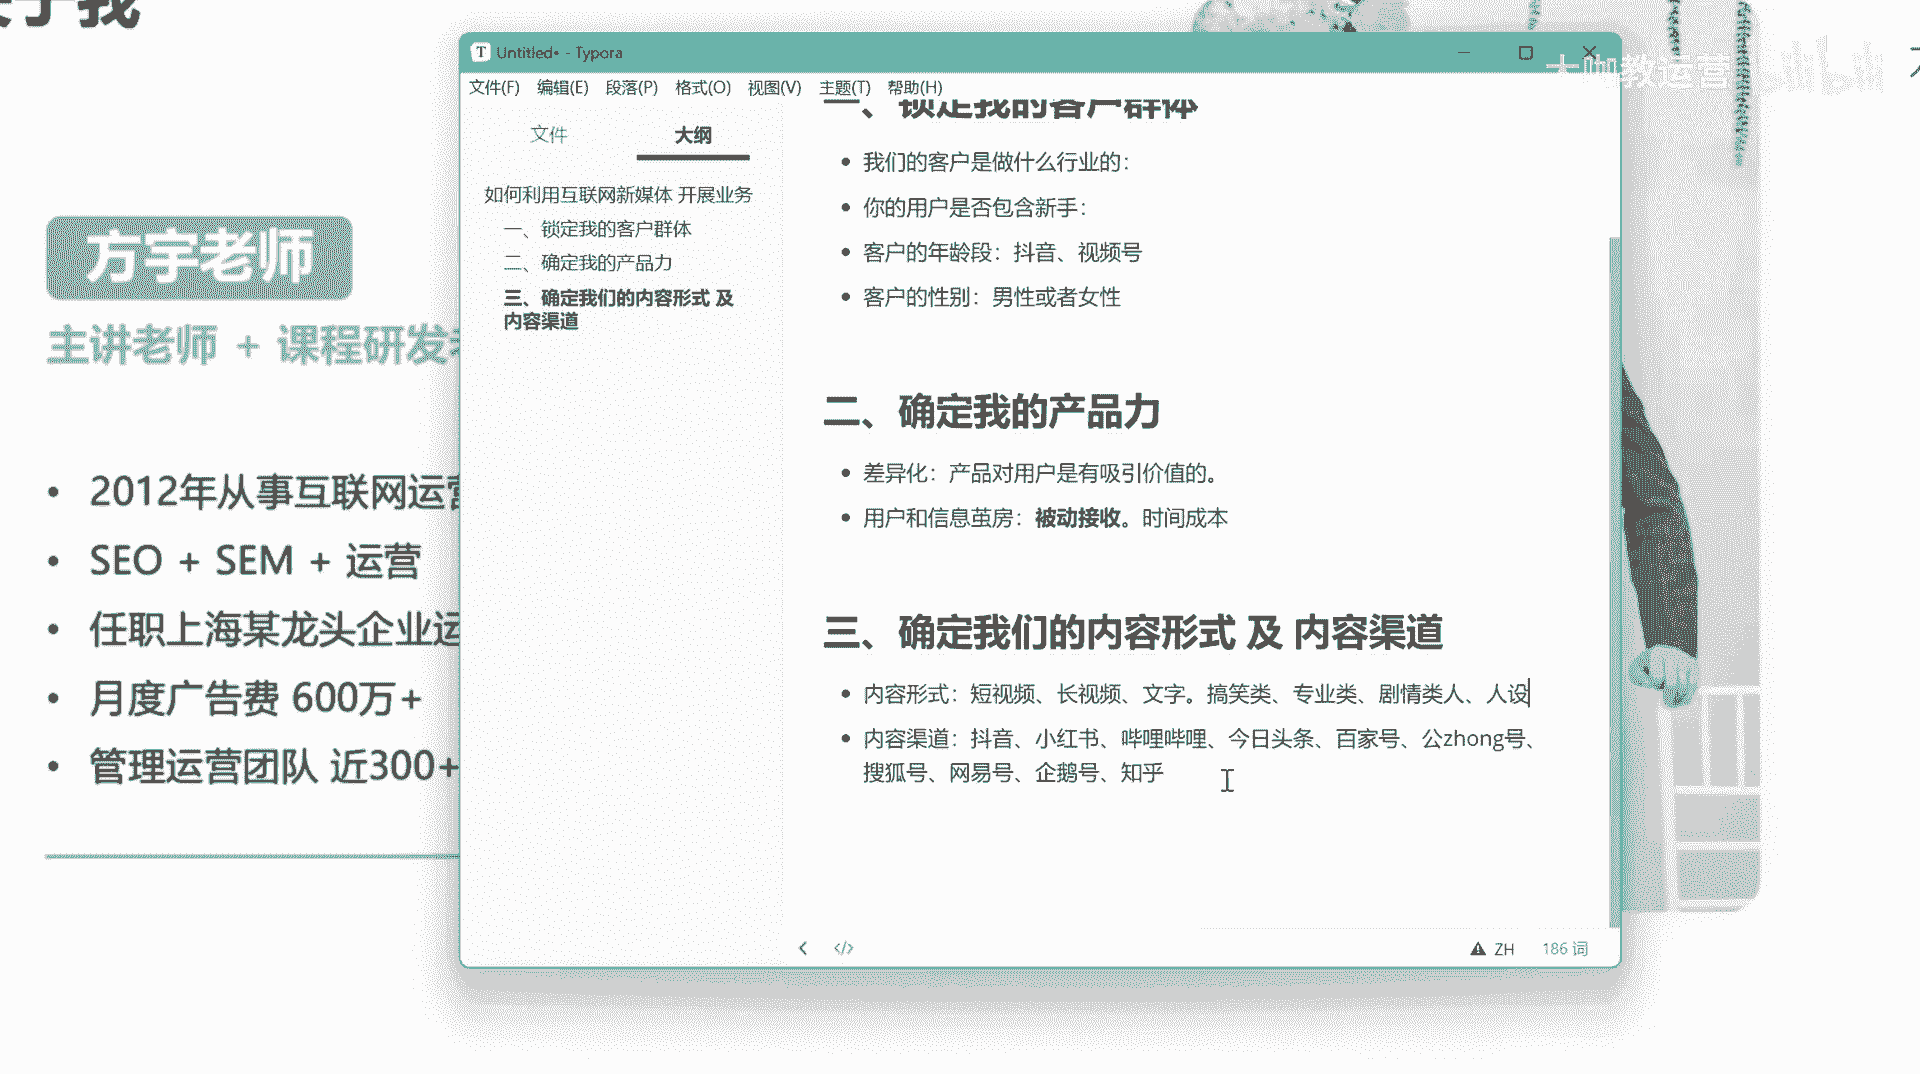 关于我
Untitled• - Typora
大咖教运营 bilibili
文件(F) 编辑(E) 段落(P) 格式(O) 视图(V) 主题(T) 帮助(H)
文件 大纲
如何利用互联网新媒体 开展业务
一、锁定我的客户群体
二、确定我的产品力
三、确定我们的内容形式 及
内容渠道
一、锁定我的客户群体
我们的客户是做什么行业的：
你的用户是否包含新手：
客户的年龄段：抖音、视频号
客户的性别：男性或者女性
二、确定我的产品力
差异化：产品对用户是有吸引价值的。
用户和信息茧房：被动接收。时间成本
三、确定我们的内容形式 及 内容渠道
内容形式：短视频、长视频、文字。搞笑类、专业类、剧情类人、人设
内容渠道：抖音、小红书、哔哩哔哩、今日头条、百家号、公zhong号、
搜狐号、网易号、企鹅号、知乎
ZH 186 词
方宇老师
主讲老师 + 课程研发
2012年从事互联网运营
SEO + SEM + 运营
任职上海某龙头企业运
月度广告费 600万+
管理运营团队 近300+